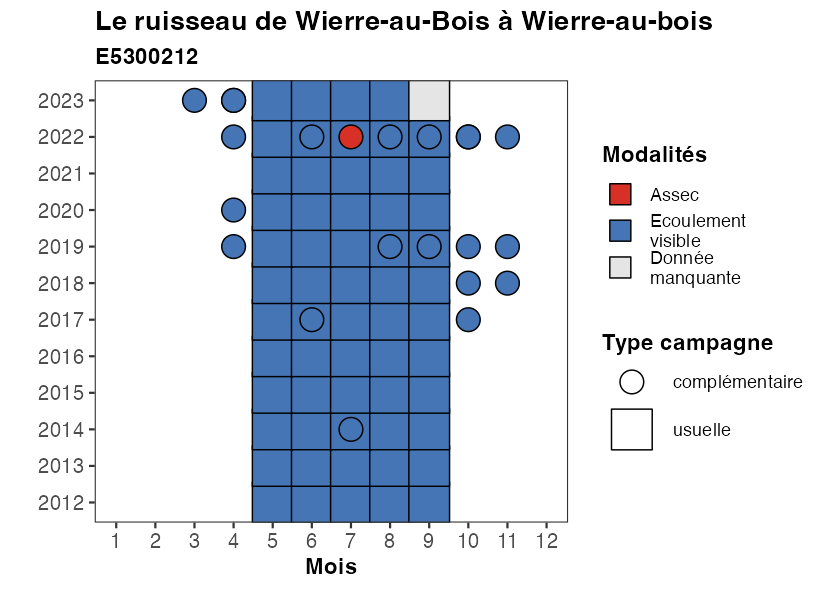 Le ruisseau de Wierre-au-Bois à Wierre-au-bois
E5300212
2023
2022
2021
2020
2019
2018
2017
2016
2015
2014
2013
2012
1 2 3 4 5 6 7 8 9 10 11 12
Mois
Modalités
Assec
Ecoulement
visible
Donnée
manquante
Type campagne
complémentaire
usuelle